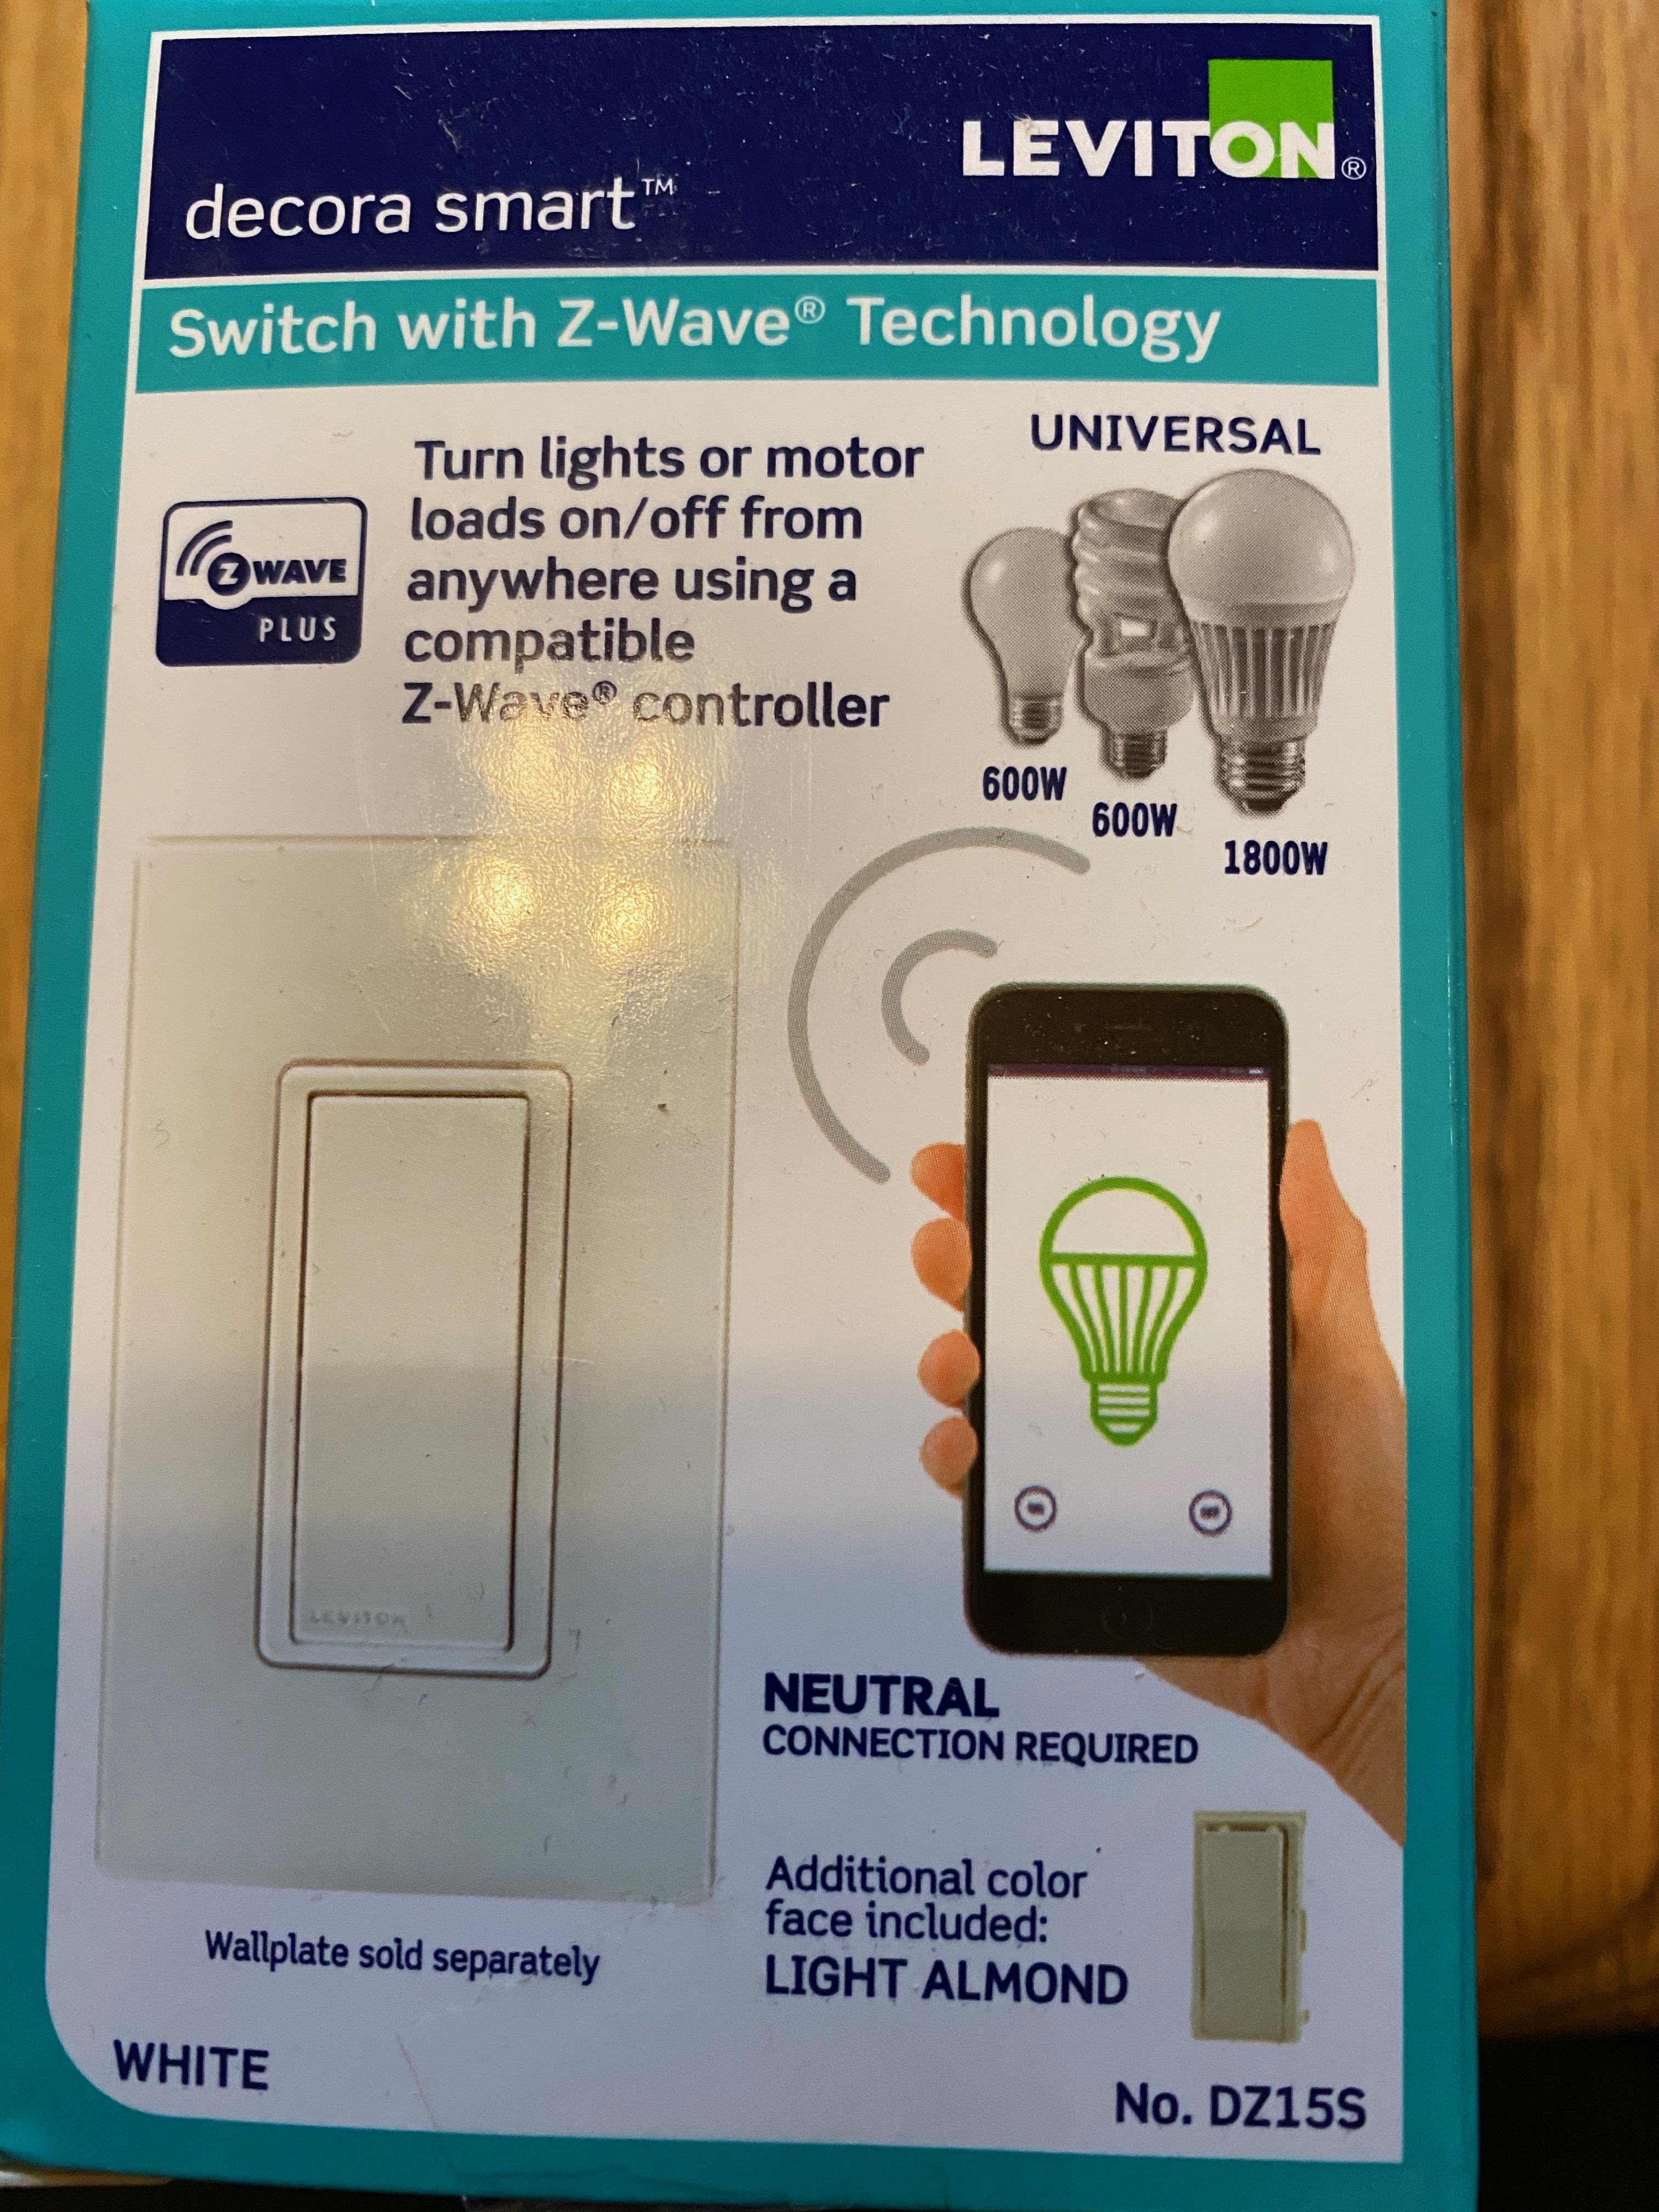 LEVITON®
decora smart™
Switch with Z-Wave® Technology
Z WAVE
PLUS
Turn lights or motor
loads on/off from
anywhere using a
compatible
Z-Wave® controller
UNIVERSAL
600W
600W
1800W
LEVITON
NEUTRAL
CONNECTION REQUIRED
Additional color
face included:
LIGHT ALMOND
Wallplate sold separately
WHITE
No. DZ15S